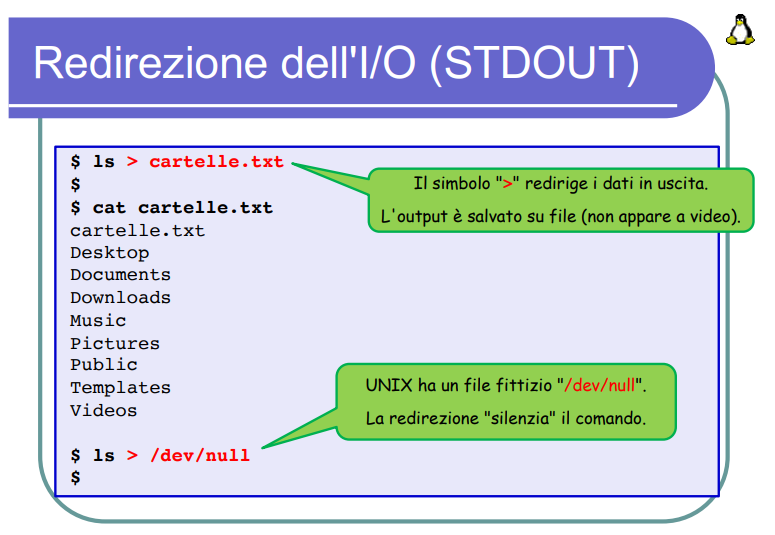 Redirezione dell'I/O (STDOUT)
$ ls > cartelle.txt
$
$ cat cartelle.txt
cartelle.txt
Desktop
Documents
Downloads
Music
Pictures
Public
Templates
Videos
$ ls > /dev/null
$
Il simbolo ">" redirige i dati in uscita.
L'output è salvato su file (non appare a video).
UNIX ha un file fittizio "/dev/null".
La redirezione "silenzia" il comando.